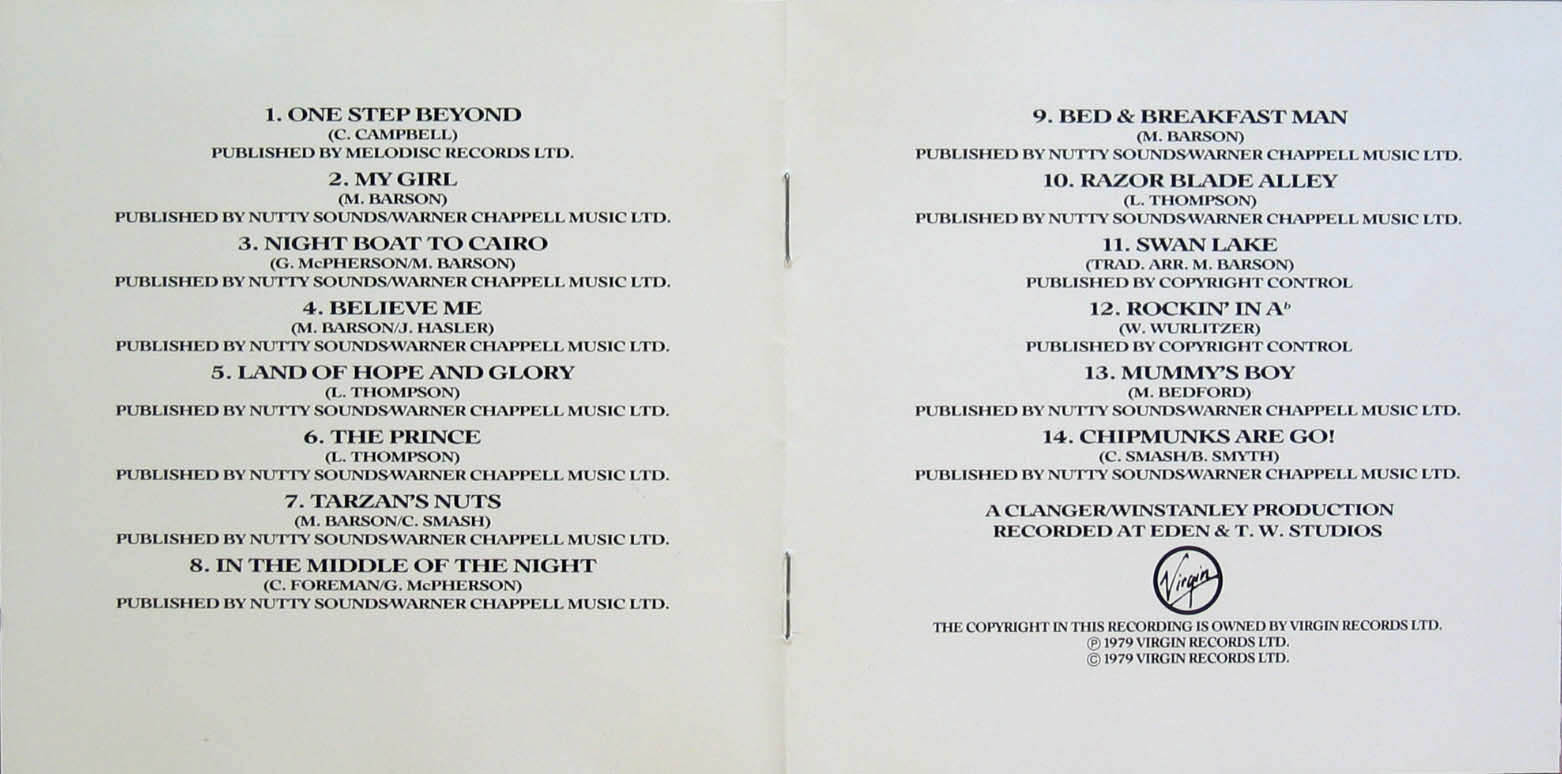 1. ONE STEP BEYOND
(C. CAMPBELL)
PUBLISHED BY MELODISC RECORDS LTD.
2. MY GIRL
(M. BARSON)
PUBLISHED BY NUTTY SOUNDS/WARNER CHAPPELL MUSIC LTD.
3. NIGHT BOAT TO CAIRO
(G. McPHERSON/M. BARSON)
PUBLISHED BY NUTTY SOUNDS/WARNER CHAPPELL MUSIC LTD.
4. BELIEVE ME
(M. BARSON/J. HASLER)
PUBLISHED BY NUTTY SOUNDS/WARNER CHAPPELL MUSIC LTD.
5. LAND OF HOPE AND GLORY
(L. THOMPSON)
PUBLISHED BY NUTTY SOUNDS/WARNER CHAPPELL MUSIC LTD.
6. THE PRINCE
(L. THOMPSON)
PUBLISHED BY NUTTY SOUNDS/WARNER CHAPPELL MUSIC LTD.
7. TARZAN'S NUTS
(M. BARSON/C. SMASH)
PUBLISHED BY NUTTY SOUNDS/WARNER CHAPPELL MUSIC LTD.
8. IN THE MIDDLE OF THE NIGHT
(C. FOREMAN/G. McPHERSON)
PUBLISHED BY NUTTY SOUNDS/WARNER CHAPPELL MUSIC LTD.
9. BED & BREAKFAST MAN
(M. BARSON)
PUBLISHED BY NUTTY SOUNDS/WARNER CHAPPELL MUSIC LTD.
10. RAZOR BLADE ALLEY
(L. THOMPSON)
PUBLISHED BY NUTTY SOUNDS/WARNER CHAPPELL MUSIC LTD.
11. SWAN LAKE
(TRAD. ARR. M. BARSON)
PUBLISHED BY COPYRIGHT CONTROL
12. ROCKIN' IN A♭
(W. WURLITZER)
PUBLISHED BY COPYRIGHT CONTROL
13. MUMMY'S BOY
(M. BEDFORD)
PUBLISHED BY NUTTY SOUNDS/WARNER CHAPPELL MUSIC LTD.
14. CHIPMUNKS ARE GO!
(C. SMASH/B. SMYTH)
PUBLISHED BY NUTTY SOUNDS/WARNER CHAPPELL MUSIC LTD.
A CLANGER/WINSTANLEY PRODUCTION
RECORDED AT EDEN & T. W. STUDIOS
Virgin
THE COPYRIGHT IN THIS RECORDING IS OWNED BY VIRGIN RECORDS LTD.
℗ 1979 VIRGIN RECORDS LTD.
© 1979 VIRGIN RECORDS LTD.